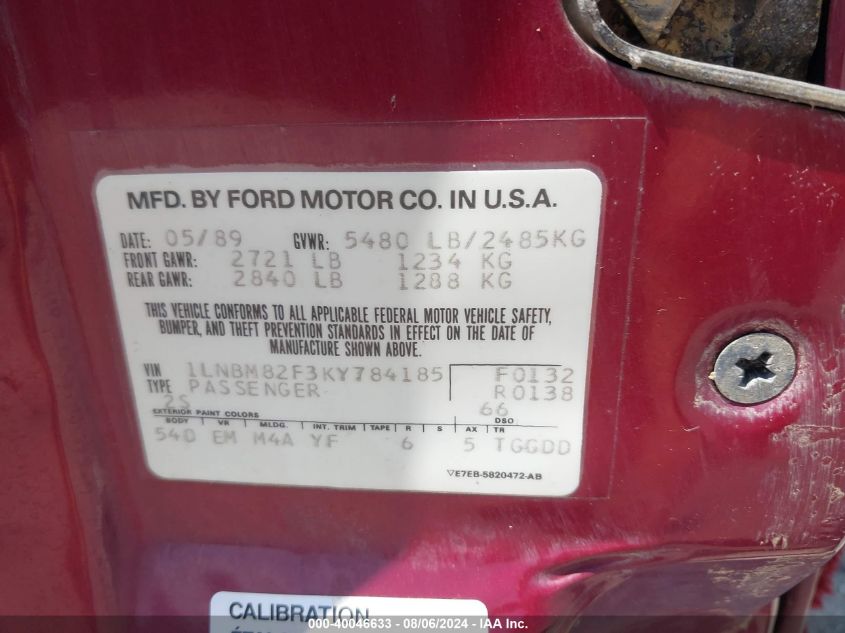 MFD. BY FORD MOTOR CO. IN U.S.A.
DATE: 05/89 GVWR: 5480 LB/2485KG
FRONT GAWR: 2721 LB 1234 KG
REAR GAWR: 2840 LB 1288 KG
THIS VEHICLE CONFORMS TO ALL APPLICABLE FEDERAL MOTOR VEHICLE SAFETY,
BUMPER, AND THEFT PREVENTION STANDARDS IN EFFECT ON THE DATE OF
MANUFACTURE SHOWN ABOVE.
VIN 1LNBM82F3KY784185 F0132
TYPE PASSENGER R0138
2S 66
EXTERIOR PAINT COLORS DSO
BODY VR MLDG. INT. TRIM TAPE R S AX TR
54D EM M4A YF 6 5 TGGDD
E7EB-5820472-AB
CALIBRATION
000-40046633 - 08/06/2024 - IAA Inc.